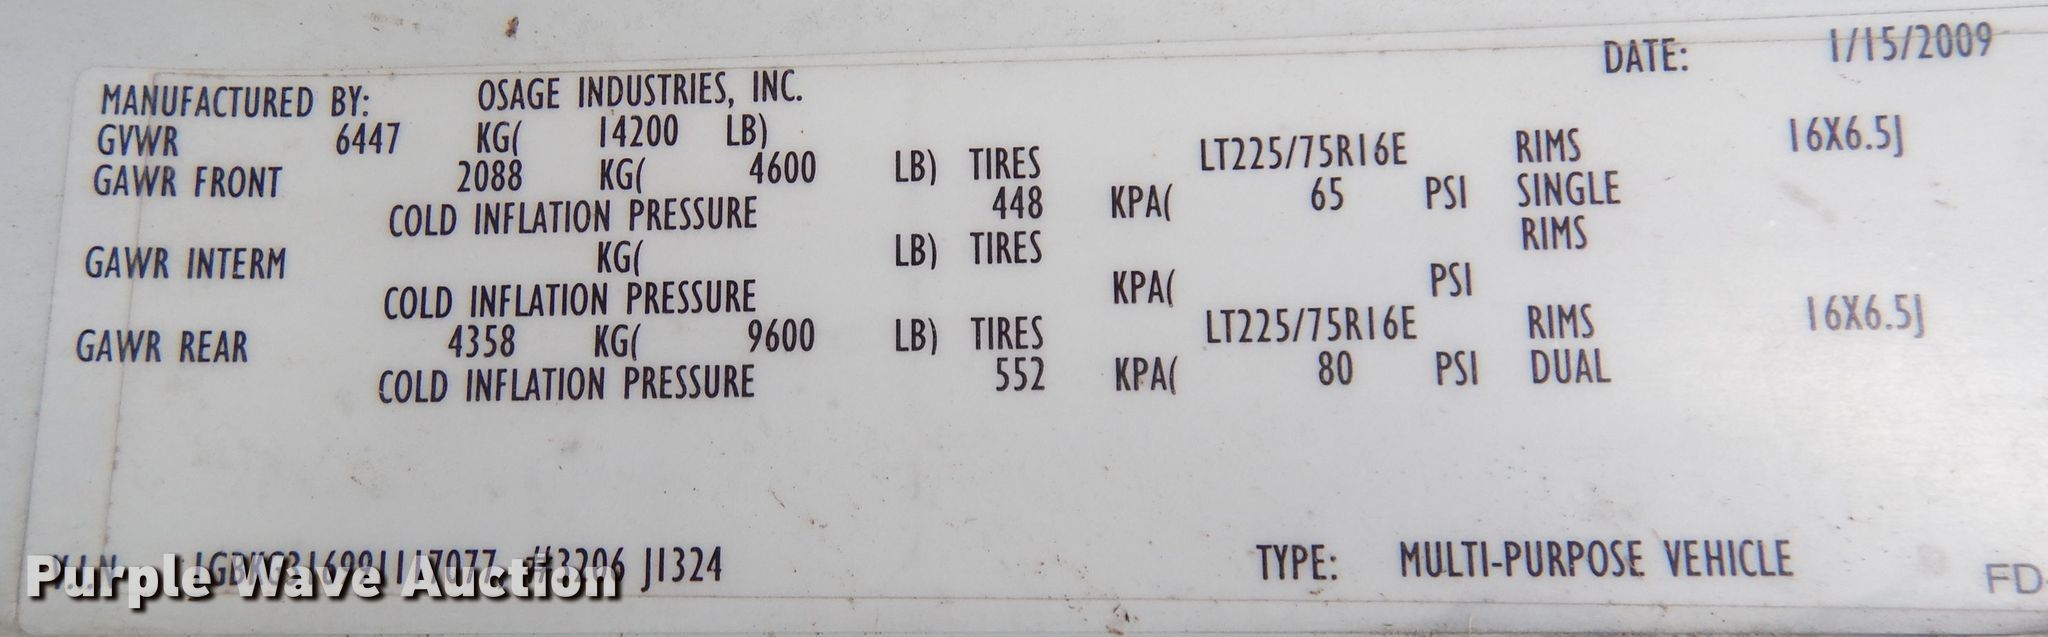 DATE: 1/15/2009
MANUFACTURED BY: OSAGE INDUSTRIES, INC.
GVWR 6447 KG( 14200 LB)
GAWR FRONT 2088 KG( 4600 LB) TIRES LT225/75R16E RIMS 16X6.5J
COLD INFLATION PRESSURE 448 KPA( 65 PSI SINGLE
GAWR INTERM KG( LB) TIRES RIMS
COLD INFLATION PRESSURE KPA( PSI
GAWR REAR 4358 KG( 9600 LB) TIRES LT225/75R16E RIMS 16X6.5J
COLD INFLATION PRESSURE 552 KPA( 80 PSI DUAL
#3206 J1324 TYPE: MULTI-PURPOSE VEHICLE
Purple Wave Auction
FD-